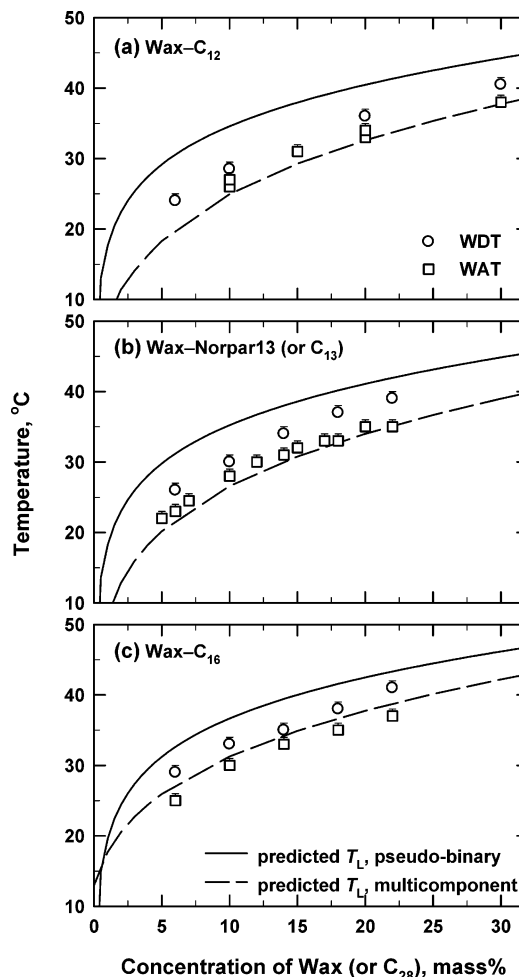 50
(a) Wax–C12
40
30
20
WDT
WAT
10
50
(b) Wax–Norpar13 (or C13)
40
30
20
10
Temperature, oC
50
(c) Wax–C16
40
30
20
predicted TL, pseudo-binary
predicted TL, multicomponent
10
0 5 10 15 20 25 30
Concentration of Wax (or C28), mass%